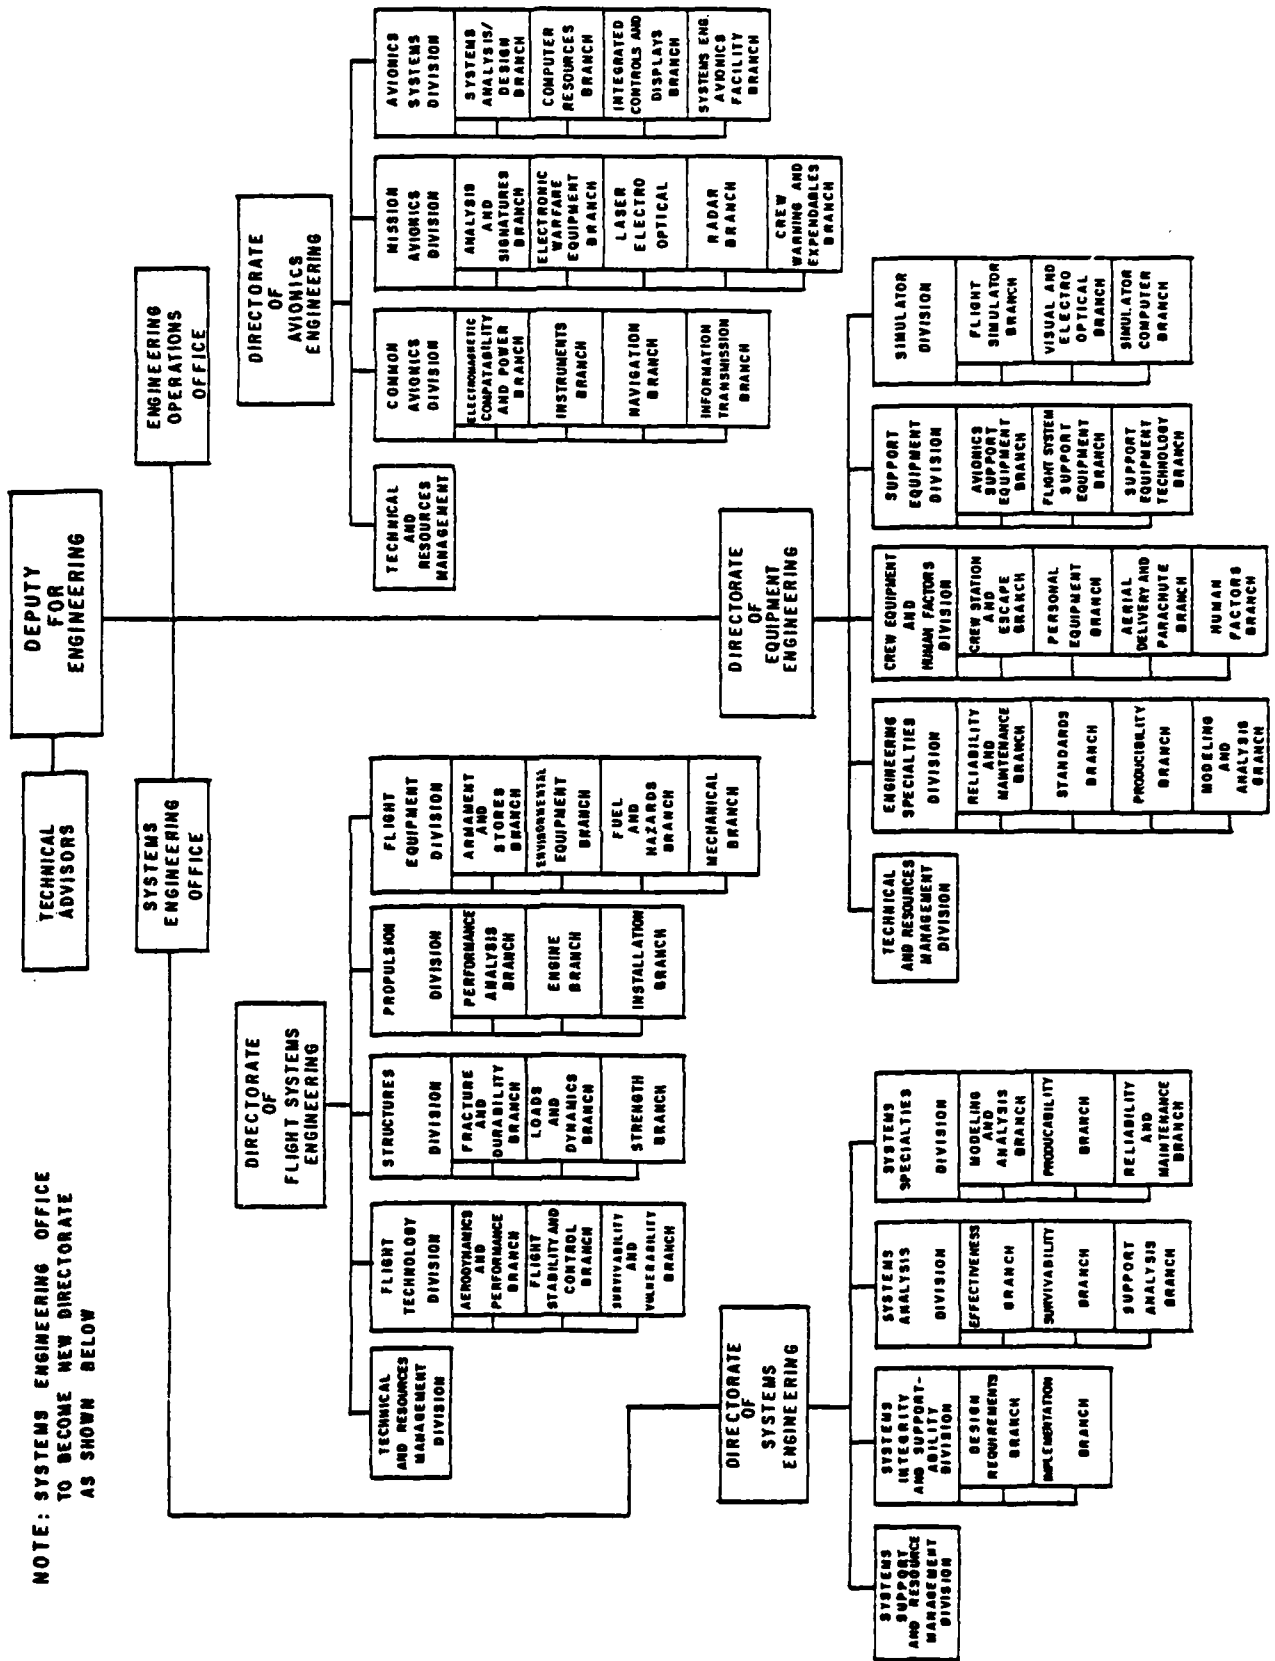 NOTE: SYSTEMS ENGINEERING OFFICE
TO BECOME NEW DIRECTORATE
AS SHOWN BELOW
TECHNICAL
ADVISORS
DEPUTY
FOR
ENGINEERING
SYSTEMS
ENGINEERING
OFFICE
ENGINEERING
OPERATIONS
OFFICE
DIRECTORATE
OF
FLIGHT SYSTEMS
ENGINEERING
TECHNICAL
AND RESOURCES
MANAGEMENT
DIVISION
FLIGHT
TECHNOLOGY
DIVISION
AERODYNAMICS
AND
PERFORMANCE
BRANCH
FLIGHT
STABILITY AND
CONTROL
BRANCH
SURVIVABILITY
AND
VULNERABILITY
BRANCH
STRUCTURES
DIVISION
FRACTURE
AND
DURABILITY
BRANCH
LOADS
AND
DYNAMICS
BRANCH
STRENGTH
BRANCH
PROPULSION
DIVISION
PERFORMANCE
ANALYSIS
BRANCH
ENGINE
BRANCH
INSTALLATION
BRANCH
FLIGHT
EQUIPMENT
DIVISION
ARMAMENT
AND
STORES
BRANCH
ENVIRONMENTAL
EQUIPMENT
BRANCH
FUEL
AND
HAZARDS
BRANCH
MECHANICAL
BRANCH
DIRECTORATE
OF
AVIONICS
ENGINEERING
TECHNICAL
AND
RESOURCES
MANAGEMENT
COMMON
AVIONICS
DIVISION
ELECTROMAGNETIC
COMPATABILITY
AND POWER
BRANCH
INSTRUMENTS
BRANCH
NAVIGATION
BRANCH
INFORMATION
TRANSMISSION
BRANCH
MISSION
AVIONICS
DIVISION
ANALYSIS
AND
SIGNATURES
BRANCH
ELECTRONIC
WARFARE
EQUIPMENT
BRANCH
LASER
ELECTRO
OPTICAL
RADAR
BRANCH
CREW
WARNING AND
EXPENDABLES
BRANCH
AVIONICS
SYSTEMS
DIVISION
SYSTEMS
ANALYSIS/
DESIGN
BRANCH
COMPUTER
RESOURCES
BRANCH
INTEGRATED
CONTROLS AND
DISPLAYS
BRANCH
SYSTEMS ENG.
AVIONICS
FACILITY
BRANCH
DIRECTORATE
OF
SYSTEMS
ENGINEERING
SYSTEMS
SUPPORT
AND RESOURCE
MANAGEMENT
DIVISION
SYSTEMS
INTEGRITY
AND SUPPORT-
ABILITY
DIVISION
DESIGN
REQUIREMENTS
BRANCH
IMPLEMENTATION
BRANCH
SYSTEMS
ANALYSIS
DIVISION
EFFECTIVENESS
BRANCH
SURVIVABILITY
BRANCH
SUPPORT
ANALYSIS
BRANCH
SYSTEMS
SPECIALTIES
DIVISION
MODELING
AND
ANALYSIS
BRANCH
PRODUCABILITY
BRANCH
RELIABILITY
AND
MAINTENANCE
BRANCH
DIRECTORATE
OF
EQUIPMENT
ENGINEERING
TECHNICAL
AND RESOURCES
MANAGEMENT
DIVISION
ENGINEERING
SPECIALTIES
DIVISION
RELIABILITY
AND
MAINTENANCE
BRANCH
STANDARDS
BRANCH
PRODUCIBILITY
BRANCH
MODELING
AND
ANALYSIS
BRANCH
CREW EQUIPMENT
AND
HUMAN FACTORS
DIVISION
CREW STATION
AND
ESCAPE
BRANCH
PERSONAL
EQUIPMENT
BRANCH
AERIAL
DELIVERY AND
PARACHUTE
BRANCH
HUMAN
FACTORS
BRANCH
SUPPORT
EQUIPMENT
DIVISION
AVIONICS
SUPPORT
EQUIPMENT
BRANCH
FLIGHT SYSTEM
SUPPORT
EQUIPMENT
BRANCH
SUPPORT
EQUIPMENT
TECHNOLOGY
BRANCH
SIMULATOR
DIVISION
FLIGHT
SIMULATOR
BRANCH
VISUAL AND
ELECTRO
OPTICAL
BRANCH
SIMULATOR
COMPUTER
BRANCH